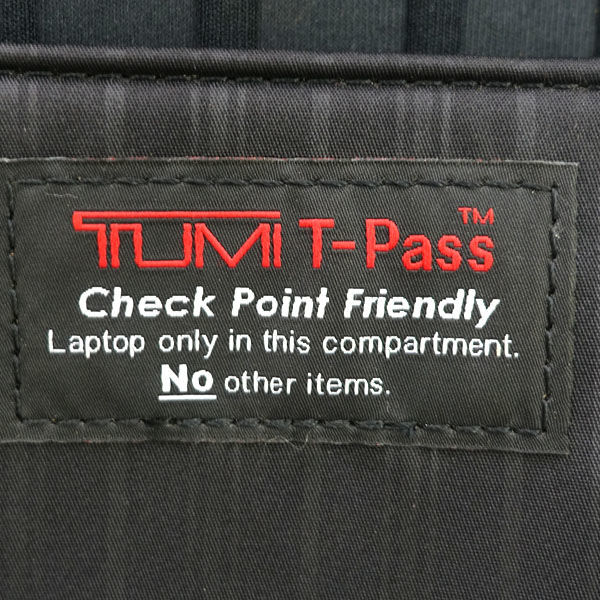 TUMI T-Pass™
Check Point Friendly
Laptop only in this compartment.
No other items.